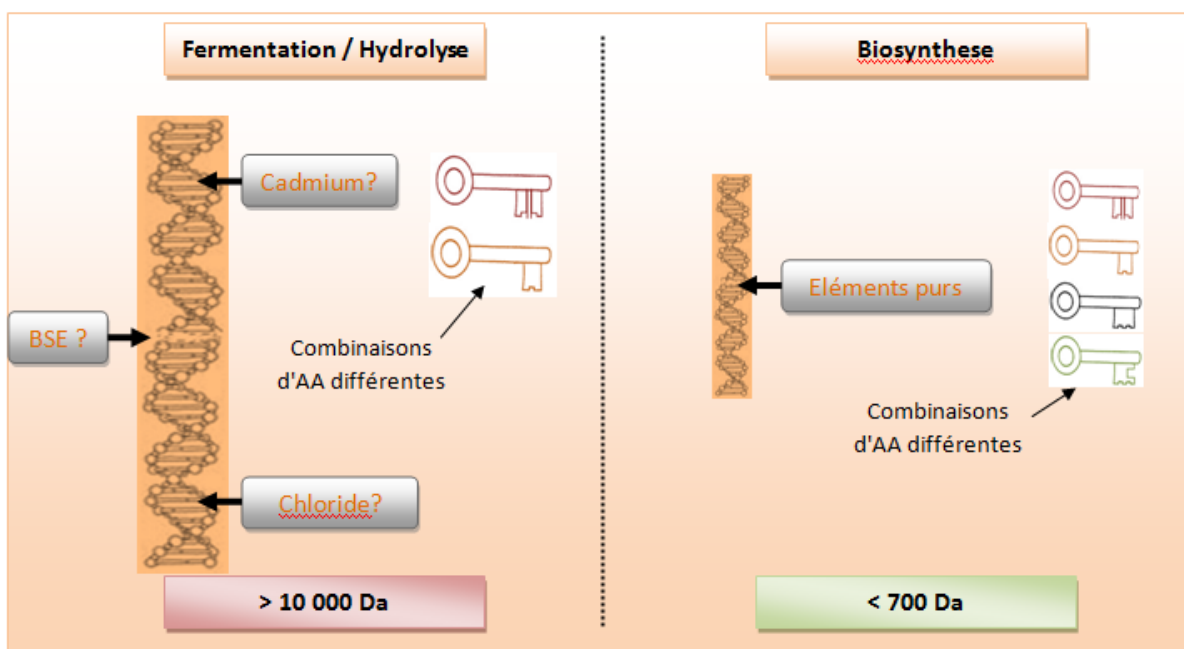 Fermentation / Hydrolyse
Cadmium?
BSE ?
Combinaisons
d'AA différentes
Chloride?
> 10 000 Da
Biosynthese
Eléments purs
Combinaisons
d'AA différentes
< 700 Da